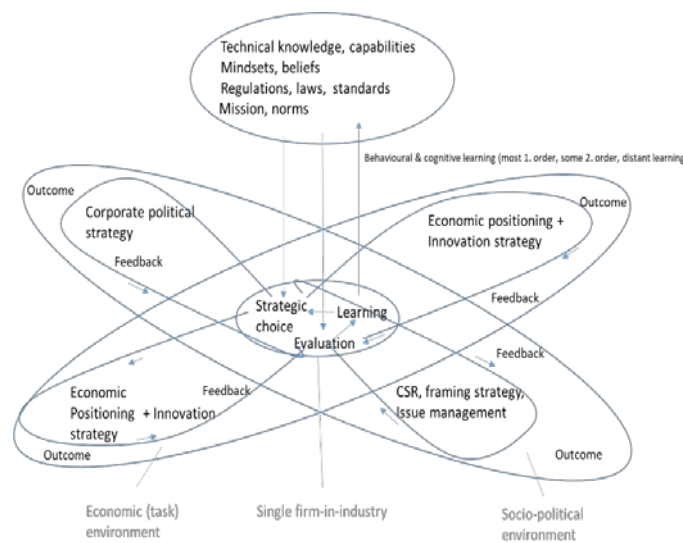 Technical knowledge, capabilities
Mindsets, beliefs
Regulations, laws, standards
Mission, norms
Behavioural & cognitive learning (most 1. order, some 2. order, distant learning
Outcome
Corporate political
strategy
Feedback
Outcome
Economic positioning +
Innovation strategy
Feedback
Strategic
choice
Learning
Evaluation
Feedback
Economic
Positioning + Innovation
strategy
Feedback
Outcome
CSR, framing strategy,
Issue management
Outcome
Economic (task)
environment
Single firm-in-industry
Socio-political
environment